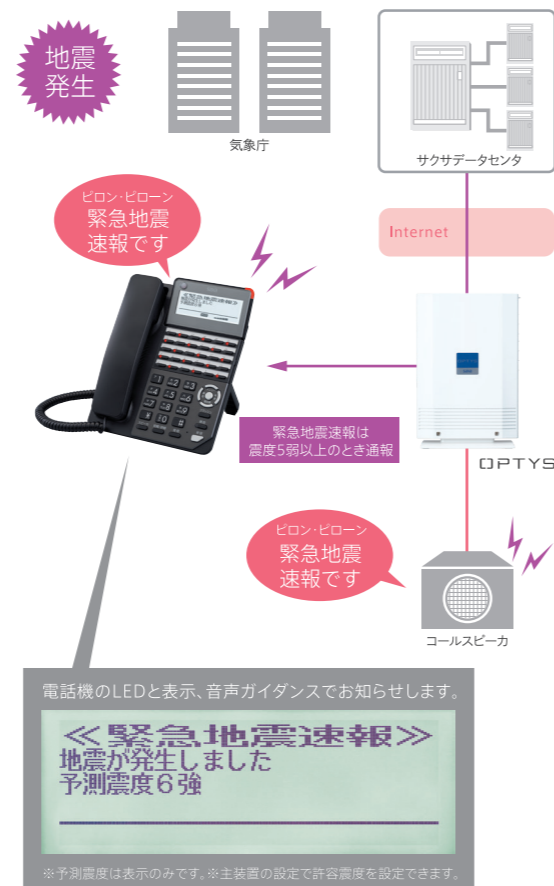 地震
発生
気象庁
サクサデータセンタ
ピロン・ピローン
緊急地震
速報です
Internet
緊急地震速報は
震度5弱以上のとき通報
OPTYS
ピロン・ピローン
緊急地震
速報です
コールスピーカ
電話機のLEDと表示、音声ガイダンスでお知らせします。
≪緊急地震速報≫
地震が発生しました
予測震度6強
※予測震度は表示のみです。※主装置の設定で許容震度を設定できます。